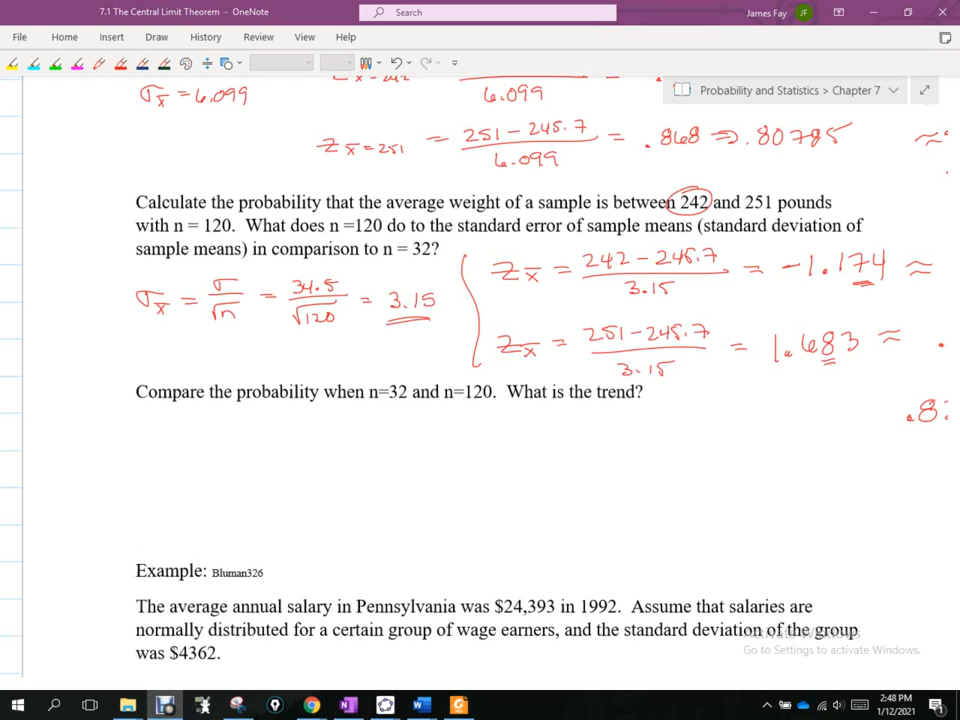 7.1 The Central Limit Theorem - OneNote
Search
James Fay JF
File Home Insert Draw History Review View Help
Probability and Statistics > Chapter 7
σx̄ = 6.099
6.099
z x̄=251 = 251 - 245.7 / 6.099 = .868 ⇒ .80785 ≈
Calculate the probability that the average weight of a sample is between 242 and 251 pounds
with n = 120. What does n =120 do to the standard error of sample means (standard deviation of
sample means) in comparison to n = 32?
zx̄ = 242 - 245.7 / 3.15 = -1.174 ≈
σx̄ = σ/√n = 34.5/√120 = 3.15
zx̄ = 251 - 245.7 / 3.15 = 1.683 ≈ .
Compare the probability when n=32 and n=120. What is the trend?
.8
Example: Bluman326
The average annual salary in Pennsylvania was $24,393 in 1992. Assume that salaries are
normally distributed for a certain group of wage earners, and the standard deviation of the group
was $4362.
Activate Windows
Go to Settings to activate Windows.
2:48 PM
1/12/2021